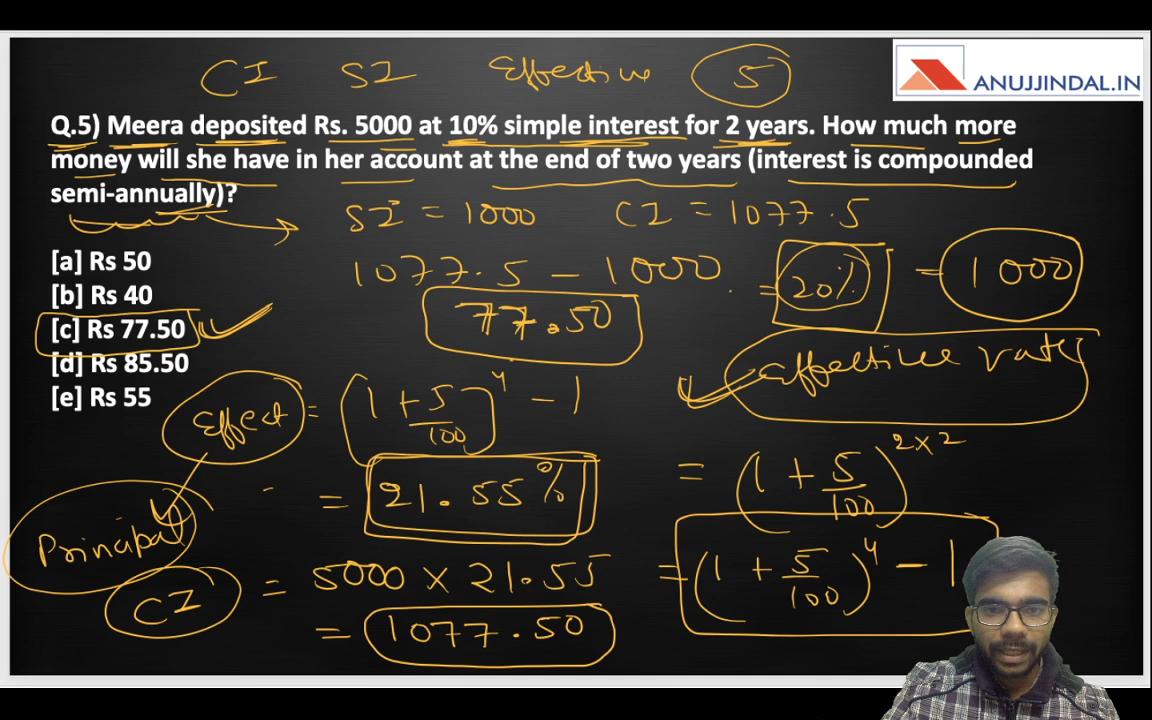 CI SI Effective 5
ANUJJINDAL.IN
Q.5) Meera deposited Rs. 5000 at 10% simple interest for 2 years. How much more
money will she have in her account at the end of two years (interest is compounded
semi-annually)?
SI = 1000 CI = 1077.5
[a] Rs 50
[b] Rs 40
[c] Rs 77.50
[d] Rs 85.50
[e] Rs 55
1077.5 - 1000
77.50
= 20% = 1000
effective rate
Effect = (1 + 5/100)^4 - 1
= 21.55%
= (1 + 5/100)^2×2
= (1 + 5/100)^4 - 1
Principal
CI = 5000 × 21.55
= 1077.50